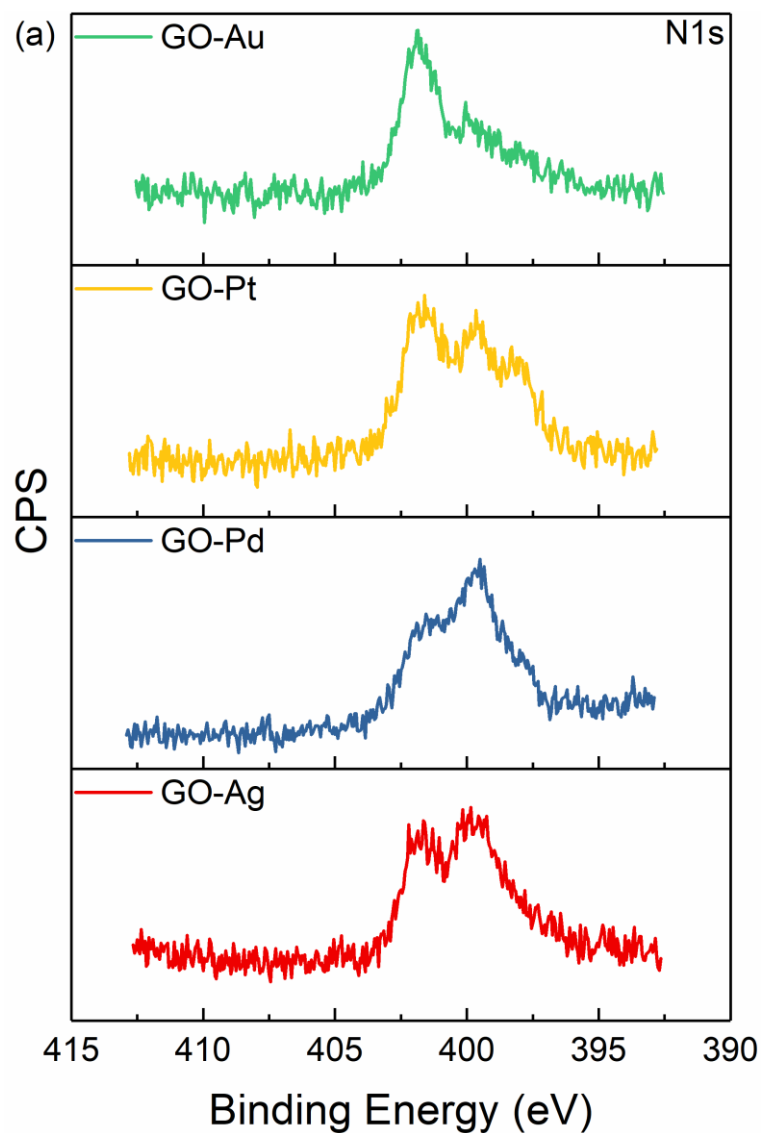 (a)
GO-Au
N1s
GO-Pt
GO-Pd
GO-Ag
CPS
415 410 405 400 395 390
Binding Energy (eV)